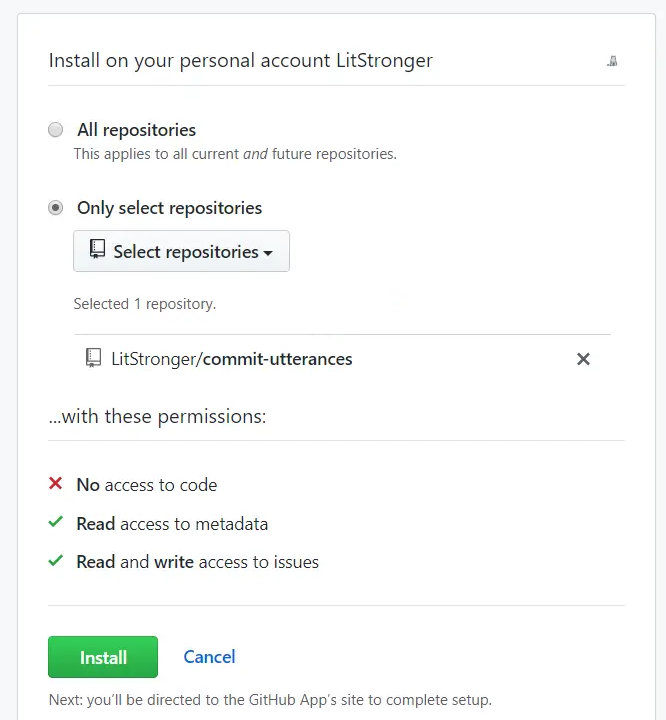 Install on your personal account LitStronger
All repositories
This applies to all current and future repositories.
Only select repositories
Select repositories
Selected 1 repository.
LitStronger/commit-utterances
...with these permissions:
No access to code
Read access to metadata
Read and write access to issues
Install Cancel
Next: you'll be directed to the GitHub App's site to complete setup.